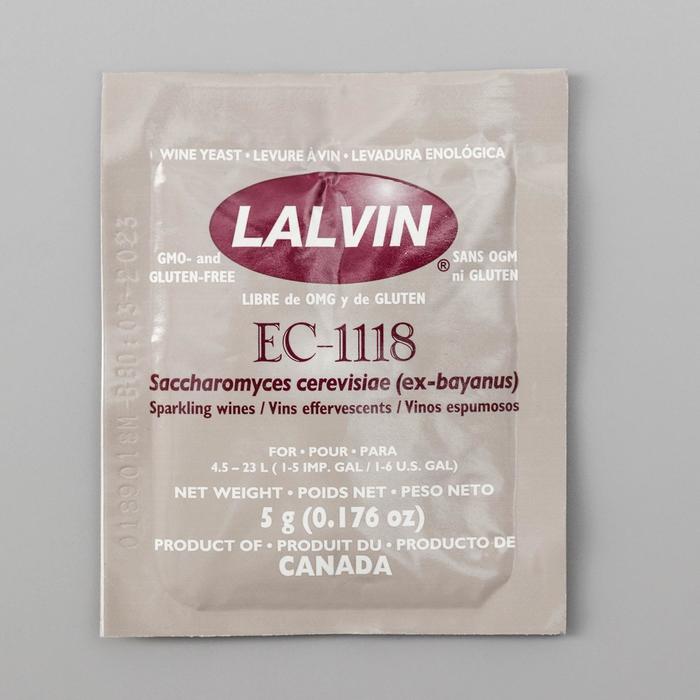 WINE YEAST • LEVURE À VIN • LEVADURA ENOLÓGICA
LALVIN®
GMO- and
GLUTEN-FREE
SANS OGM
ni GLUTEN
LIBRE de OMG y de GLUTEN
EC-1118
Saccharomyces cerevisiae (ex-bayanus)
Sparkling wines / Vins effervescents / Vinos espumosos
FOR • POUR • PARA
4.5 – 23 L ( 1-5 IMP. GAL / 1-6 U.S. GAL)
NET WEIGHT • POIDS NET • PESO NETO
5 g (0.176 oz)
PRODUCT OF • PRODUIT DU • PRODUCTO DE
CANADA